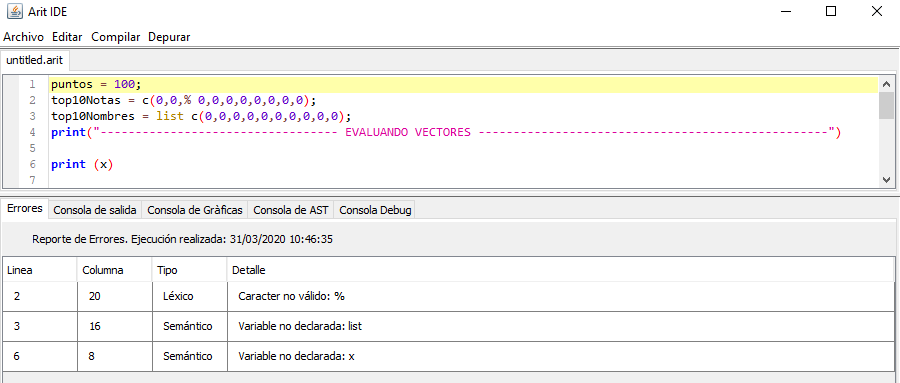 Arit IDE
Archivo Editar Compilar Depurar
untitled.arit
1 puntos = 100;
2 top10Notas = c(0,0,% 0,0,0,0,0,0,0,0);
3 top10Nombres = list c(0,0,0,0,0,0,0,0,0,0);
4 print("---------------------------------- EVALUANDO VECTORES --------------------------------------------------")
5
6 print (x)
7
Errores Consola de salida Consola de Gràficas Consola de AST Consola Debug
Reporte de Errores. Ejecución realizada: 31/03/2020 10:46:35
Linea Columna Tipo Detalle
2 20 Léxico Caracter no válido: %
3 16 Semántico Variable no declarada: list
6 8 Semántico Variable no declarada: x